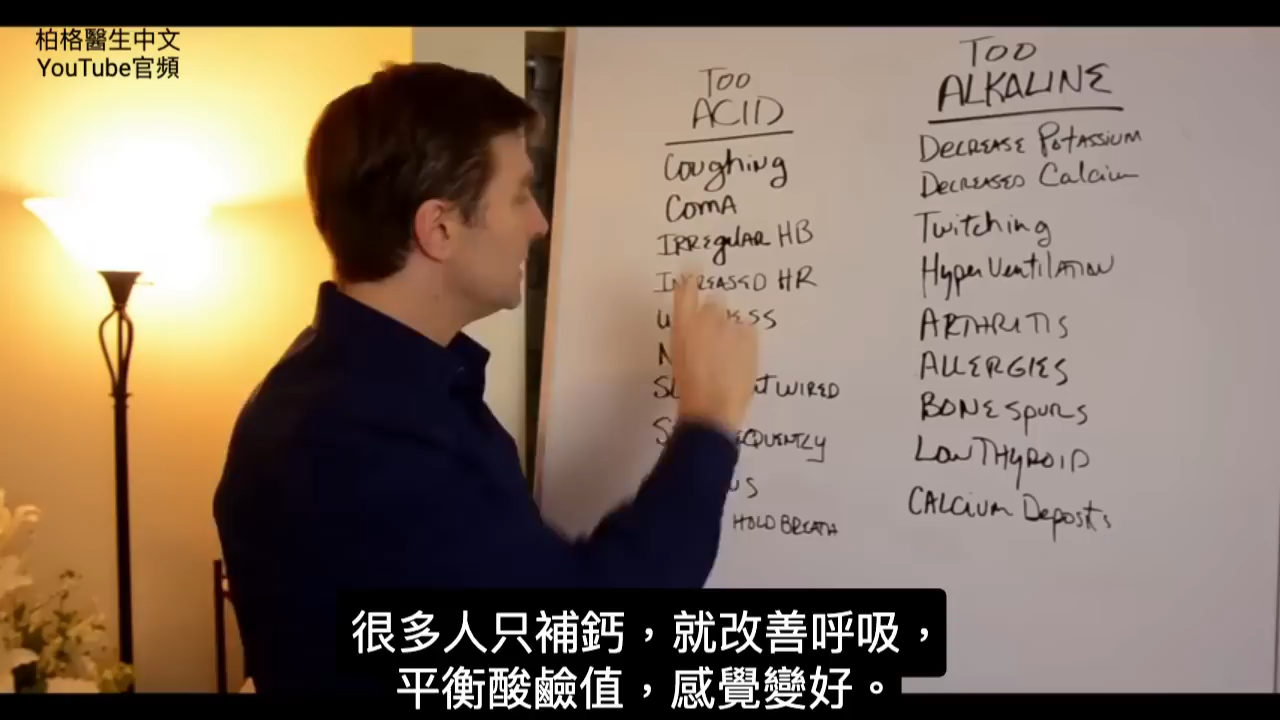 柏格醫生中文
YouTube官頻
TOO
ACID
Coughing
COMA
IRREgulAR HB
INCREASED HR
WIRED
HOLD BREATH
TOO
ALKALINE
DECREASE POTASSIUM
DECREASED Calcium
Twitching
HyperVentilATION
ARTHRITIS
ALLERGIES
BONE Spurs
LOW THYROID
CALCIUM Deposits
很多人只補鈣，就改善呼吸，
平衡酸鹼值，感覺變好。